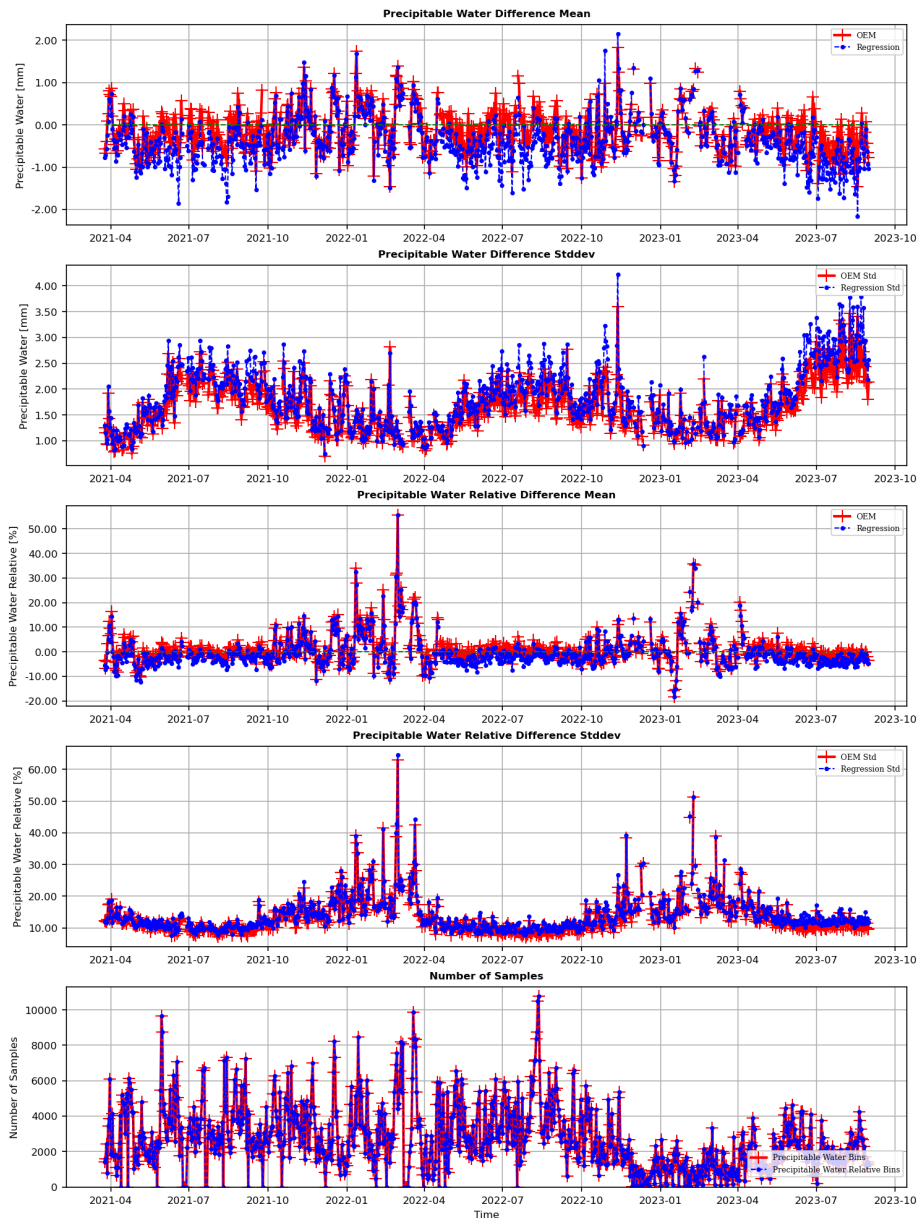 Precipitable Water Difference Mean
Precipitable Water [mm]
2.00
1.00
0.00
-1.00
-2.00
OEM
Regression
2021-04 2021-07 2021-10 2022-01 2022-04 2022-07 2022-10 2023-01 2023-04 2023-07 2023-10
Precipitable Water Difference Stddev
Precipitable Water [mm]
4.00
3.50
3.00
2.50
2.00
1.50
1.00
OEM Std
Regression Std
2021-04 2021-07 2021-10 2022-01 2022-04 2022-07 2022-10 2023-01 2023-04 2023-07 2023-10
Precipitable Water Relative Difference Mean
Precipitable Water Relative [%]
50.00
40.00
30.00
20.00
10.00
0.00
-10.00
-20.00
OEM
Regression
2021-04 2021-07 2021-10 2022-01 2022-04 2022-07 2022-10 2023-01 2023-04 2023-07 2023-10
Precipitable Water Relative Difference Stddev
Precipitable Water Relative [%]
60.00
50.00
40.00
30.00
20.00
10.00
OEM Std
Regression Std
2021-04 2021-07 2021-10 2022-01 2022-04 2022-07 2022-10 2023-01 2023-04 2023-07 2023-10
Number of Samples
Number of Samples
10000
8000
6000
4000
2000
0
Precipitable Water Bins
Precipitable Water Relative Bins
2021-04 2021-07 2021-10 2022-01 2022-04 2022-07 2022-10 2023-01 2023-04 2023-07 2023-10
Time